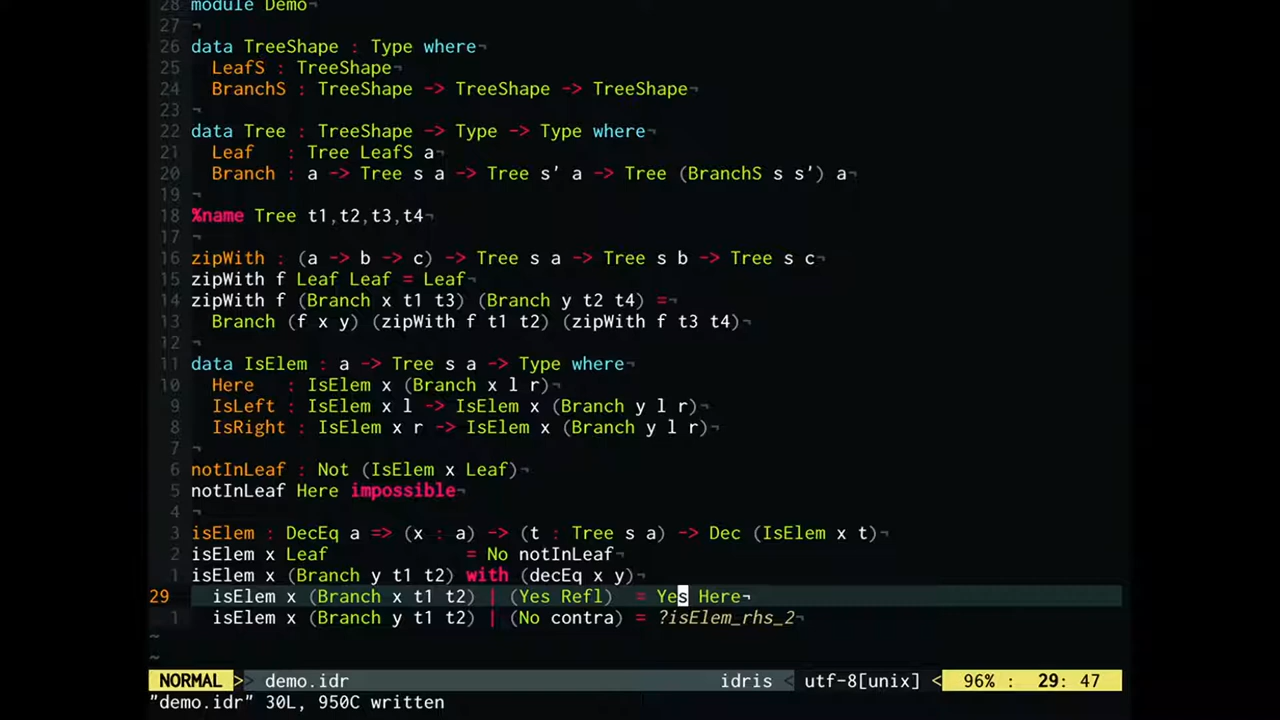 28 module Demo¬
27 ¬
26 data TreeShape : Type where¬
25   LeafS : TreeShape¬
24   BranchS : TreeShape -> TreeShape -> TreeShape¬
23 ¬
22 data Tree : TreeShape -> Type -> Type where¬
21   Leaf   : Tree LeafS a¬
20   Branch : a -> Tree s a -> Tree s' a -> Tree (BranchS s s') a¬
19 ¬
18 %name Tree t1,t2,t3,t4¬
17 ¬
16 zipWith : (a -> b -> c) -> Tree s a -> Tree s b -> Tree s c¬
15 zipWith f Leaf Leaf = Leaf¬
14 zipWith f (Branch x t1 t3) (Branch y t2 t4) =¬
13   Branch (f x y) (zipWith f t1 t2) (zipWith f t3 t4)¬
12 ¬
11 data IsElem : a -> Tree s a -> Type where¬
10   Here   : IsElem x (Branch x l r)¬
9   IsLeft : IsElem x l -> IsElem x (Branch y l r)¬
8   IsRight : IsElem x r -> IsElem x (Branch y l r)¬
7 ¬
6 notInLeaf : Not (IsElem x Leaf)¬
5 notInLeaf Here impossible¬
4 ¬
3 isElem : DecEq a => (x : a) -> (t : Tree s a) -> Dec (IsElem x t)¬
2 isElem x Leaf             = No notInLeaf¬
1 isElem x (Branch y t1 t2) with (decEq x y)¬
29   isElem x (Branch x t1 t2) | (Yes Refl)  = Yes Here¬
1   isElem x (Branch y t1 t2) | (No contra) = ?isElem_rhs_2¬
~
~
NORMAL > demo.idr idris < utf-8[unix] < 96% : 29: 47
"demo.idr" 30L, 950C written